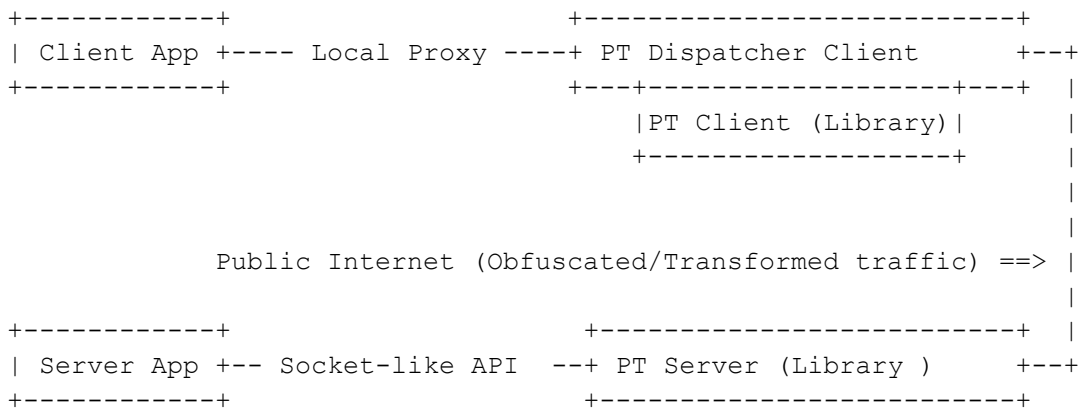 +------------+                     +---------------------------+
| Client App +---- Local Proxy ----+ PT Dispatcher Client      +--+
+------------+                     +---+-------------------+---+  |
                                       |PT Client (Library)|      |
                                       +-------------------+      |
                                                                  |
                                                                  |
             Public Internet (Obfuscated/Transformed traffic) ==> |
                                                                  |
+------------+                      +--------------------------+  |
| Server App +-- Socket-like API  --+ PT Server (Library )     +--+
+------------+                      +--------------------------+